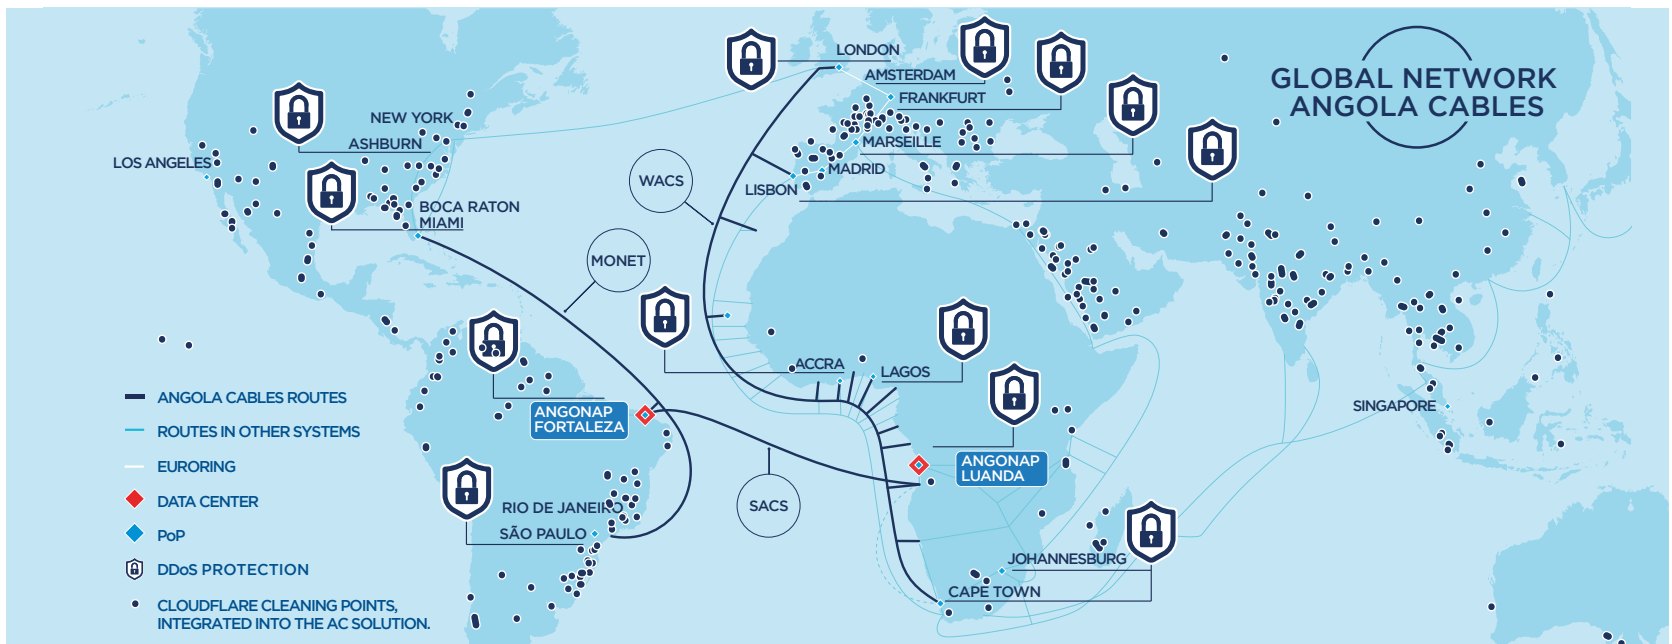 GLOBAL NETWORK
ANGOLA CABLES
LONDON
AMSTERDAM
FRANKFURT
NEW YORK
ASHBURN
LOS ANGELES
MARSEILLE
MADRID
LISBON
WACS
BOCA RATON
MIAMI
MONET
ACCRA
LAGOS
SINGAPORE
ANGONAP
FORTALEZA
ANGONAP
LUANDA
SACS
RIO DE JANEIRO
SÃO PAULO
JOHANNESBURG
CAPE TOWN
ANGOLA CABLES ROUTES
ROUTES IN OTHER SYSTEMS
EURORING
DATA CENTER
PoP
DDoS PROTECTION
CLOUDFLARE CLEANING POINTS,
INTEGRATED INTO THE AC SOLUTION.